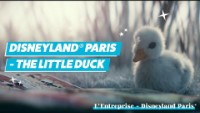 DISNEYLAND® PARIS
- THE LITTLE DUCK
L'Entreprise - Disneyland Paris